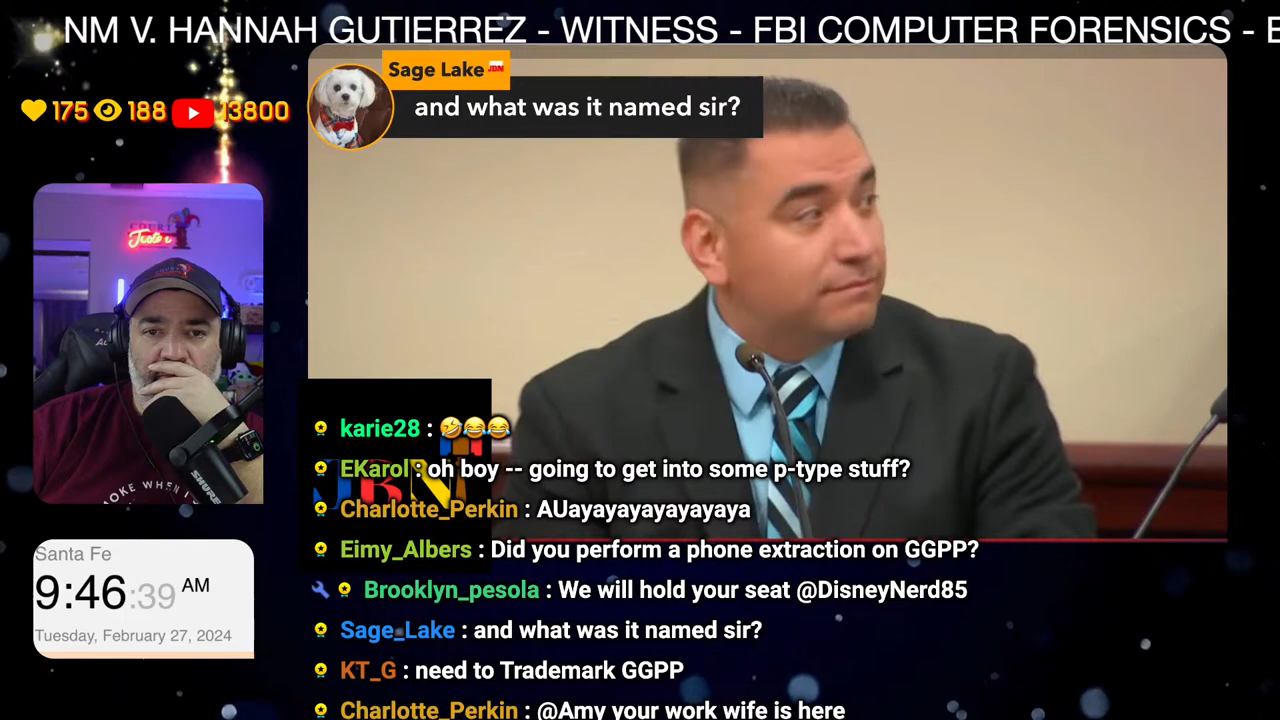 NM V. HANNAH GUTIERREZ - WITNESS - FBI COMPUTER FORENSICS - E
Sage Lake JBN
and what was it named sir?
175 188 13800
karie28 : 🤣😂😂
EKarol : oh boy -- going to get into some p-type stuff?
JBN
Charlotte_Perkin : AUayayayayayayaya
SHURE
Eimy_Albers : Did you perform a phone extraction on GGPP?
Santa Fe
9:46:39 AM
Tuesday, February 27, 2024
Brooklyn_pesola : We will hold your seat @DisneyNerd85
Sage_Lake : and what was it named sir?
KT_G : need to Trademark GGPP
Charlotte_Perkin : @Amy your work wife is here